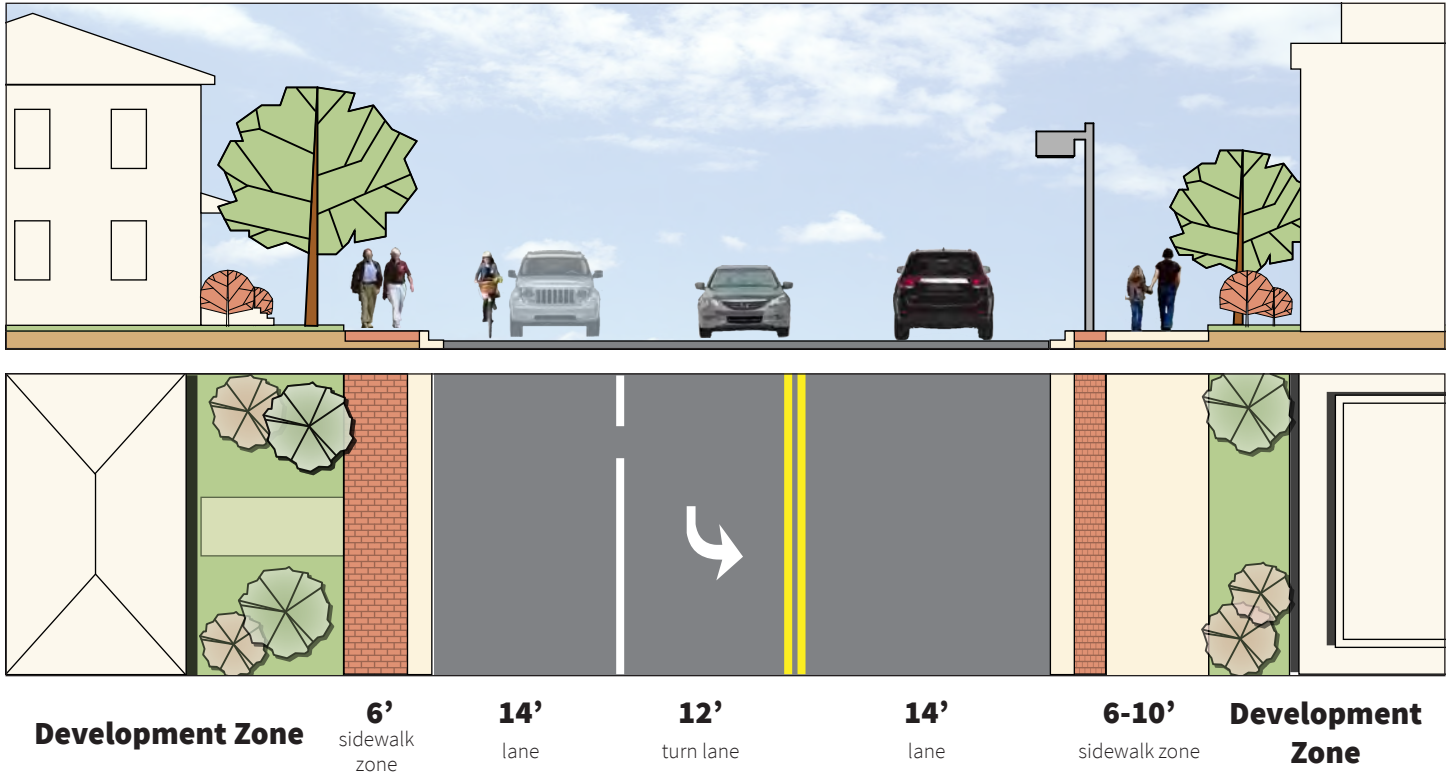 Development Zone
6’
sidewalk
zone
14’
lane
12’
turn lane
14’
lane
6-10’
sidewalk zone
Development
Zone